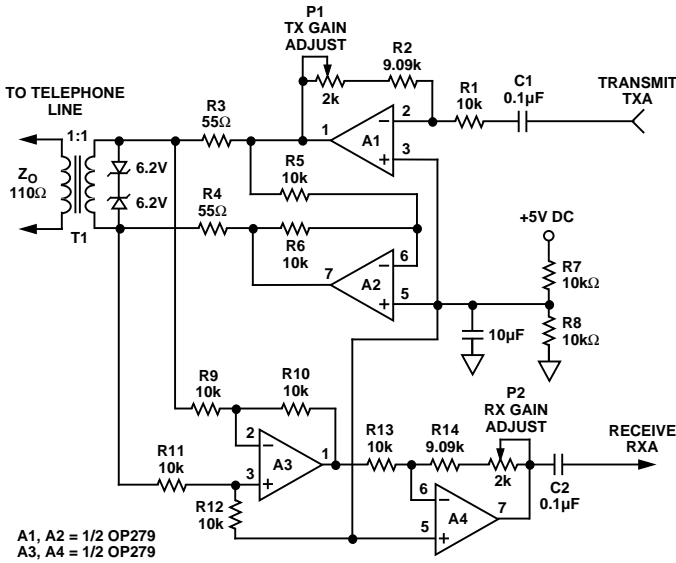 P1
TX GAIN
ADJUST
2k
R2
9.09k
R1
10k
C1
0.1µF
TRANSMIT
TXA
TO TELEPHONE
LINE
1:1
ZO
110Ω
T1
6.2V
6.2V
R3
55Ω
1
A1
2
3
R5
10k
R4
55Ω
R6
10k
6
7
A2
5
+5V DC
R7
10kΩ
R8
10kΩ
10µF
R9
10k
R10
10k
R11
10k
2
3
A3
1
R12
10k
R13
10k
R14
9.09k
P2
RX GAIN
ADJUST
2k
6
5
A4
7
C2
0.1µF
RECEIVE
RXA
A1, A2 = 1/2 OP279
A3, A4 = 1/2 OP279